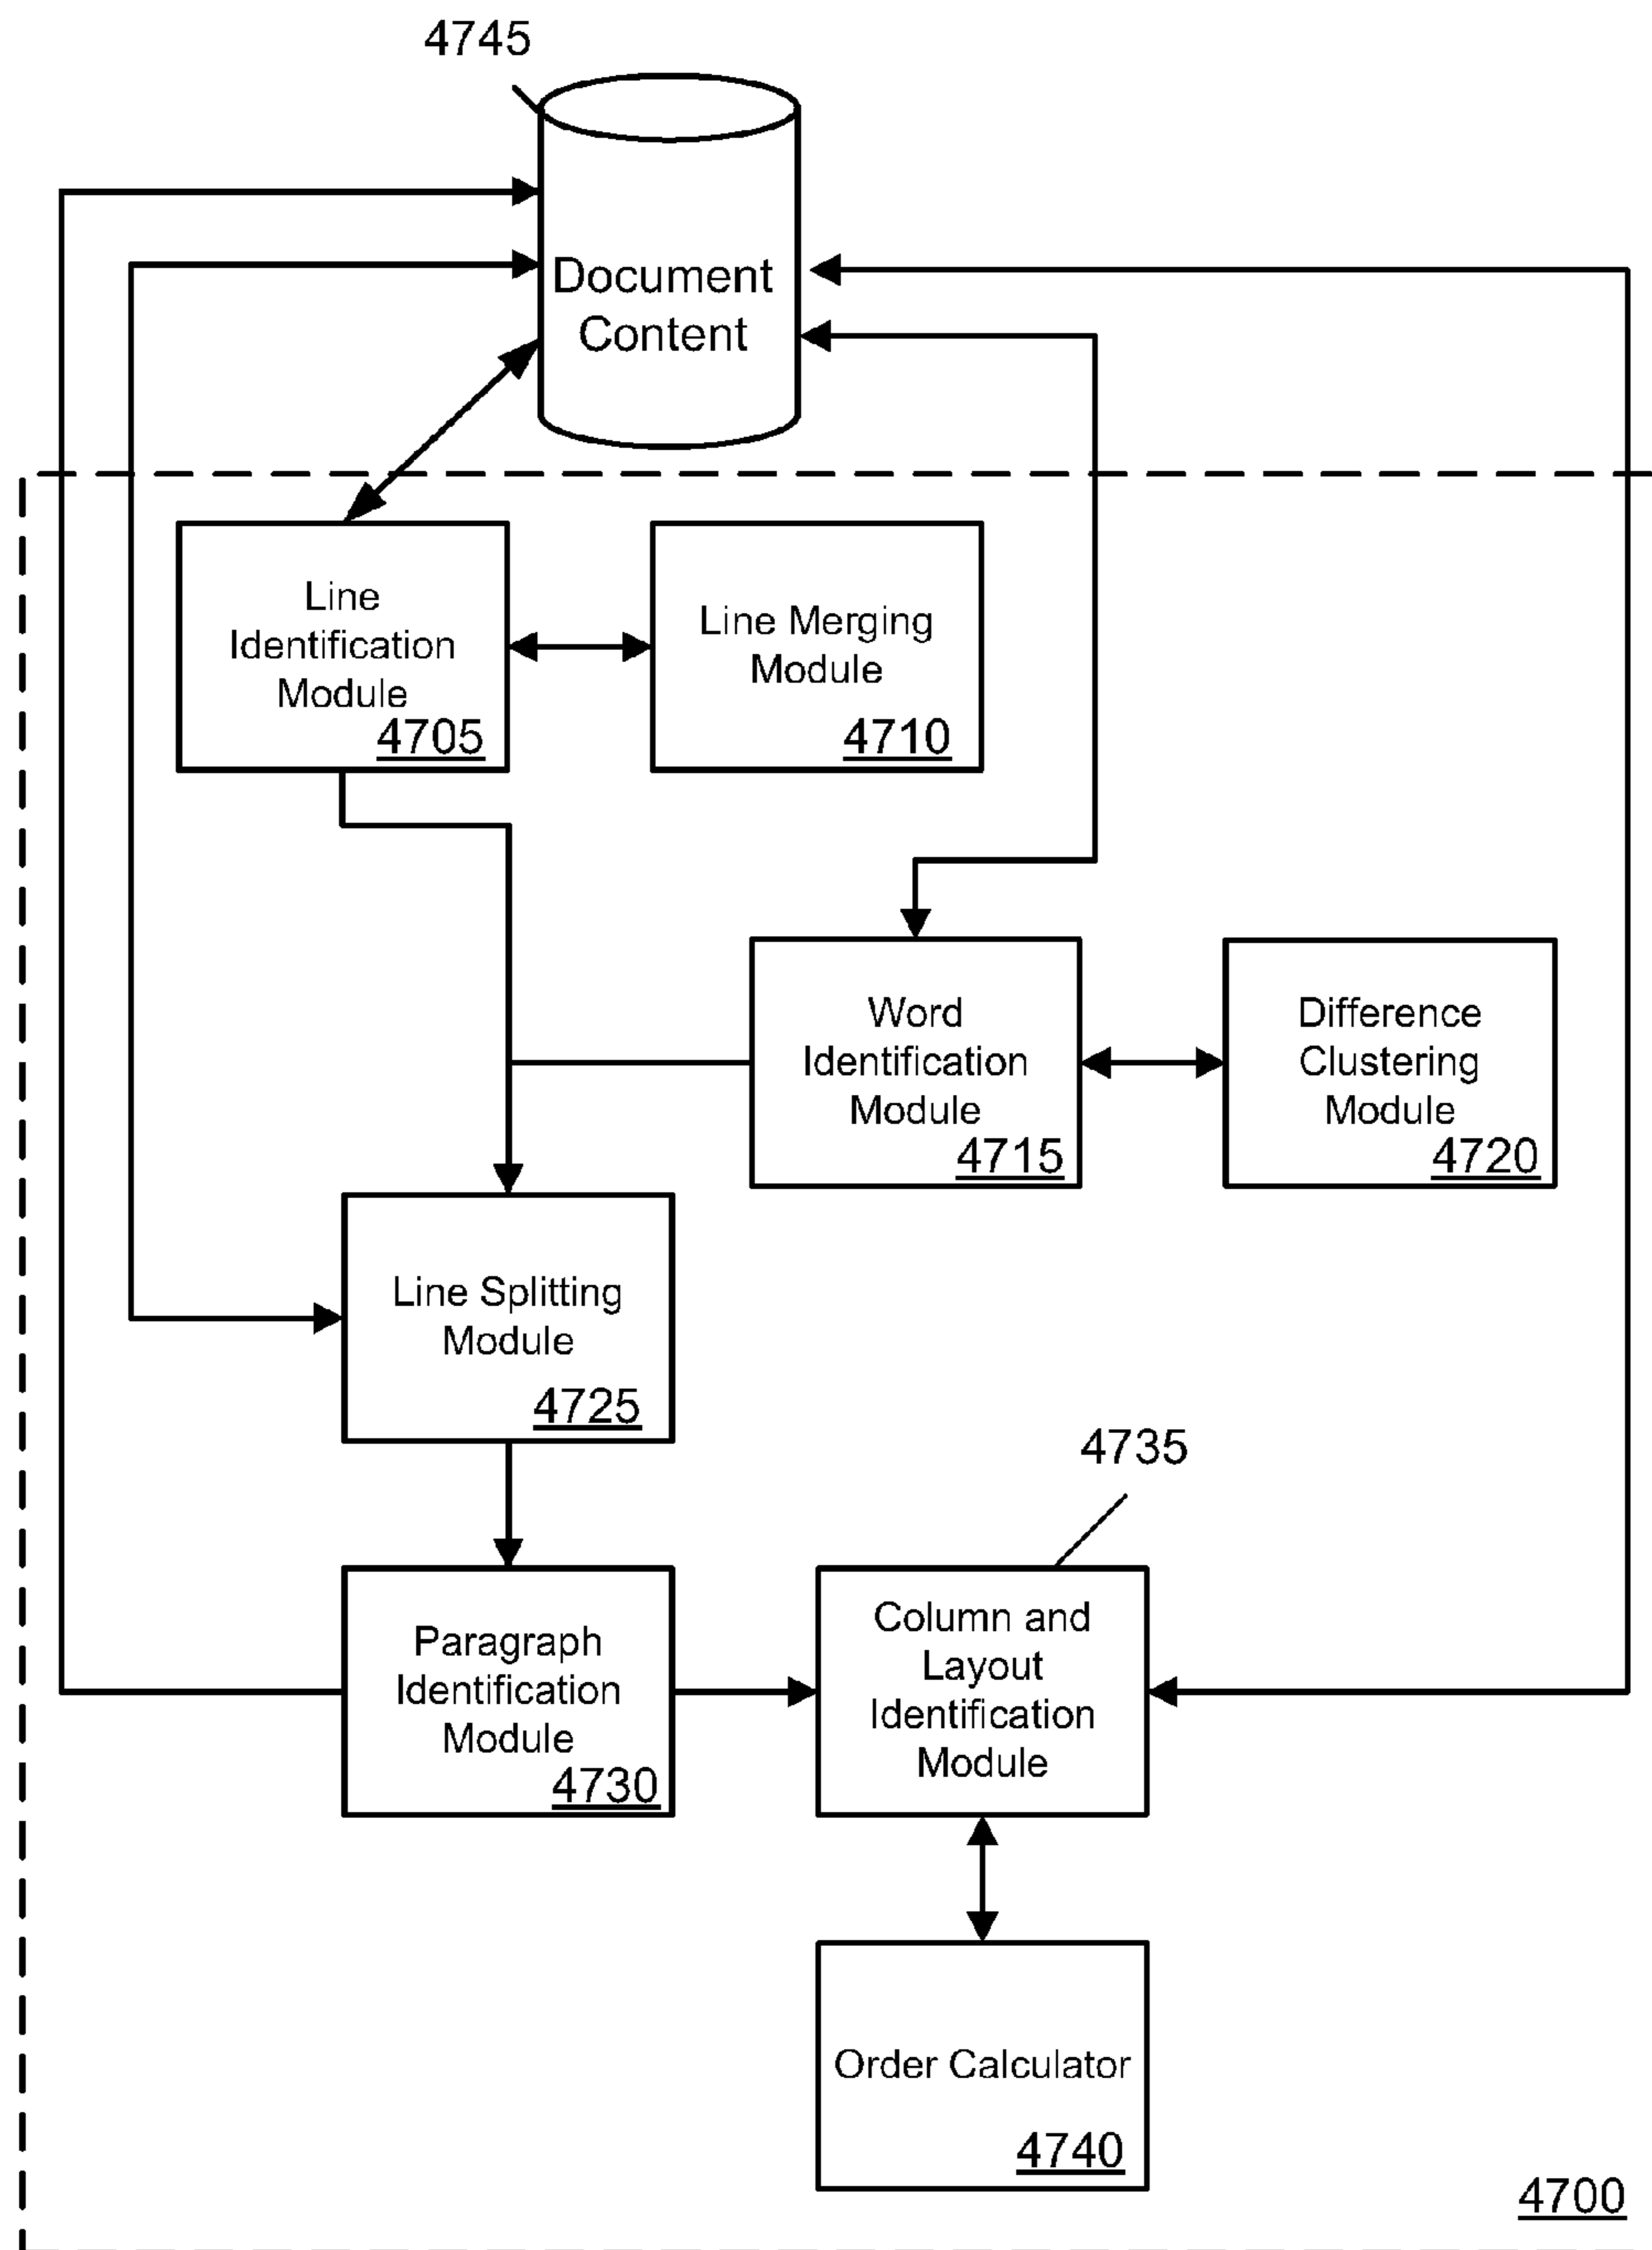 4745
Document
Content
Line
Identification
Module
4705
Line Merging
Module
4710
Word
Identification
Module
4715
Difference
Clustering
Module
4720
Line Splitting
Module
4725
4735
Paragraph
Identification
Module
4730
Column and
Layout
Identification
Module
Order Calculator
4740
4700